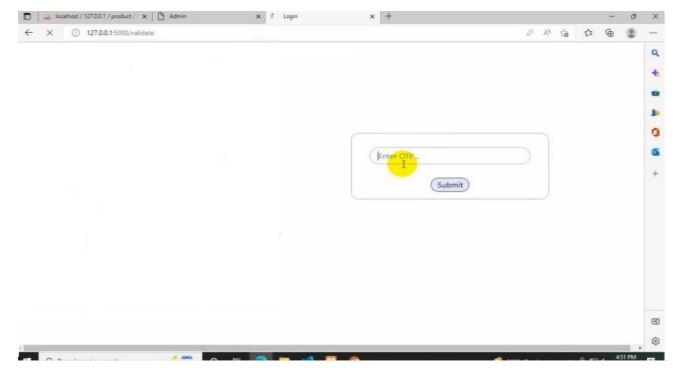 localhost / 127.0.0.1 / product /
Admin
Login
127.0.0.1:5000/validate
Enter OTP...
Submit
4:51 PM